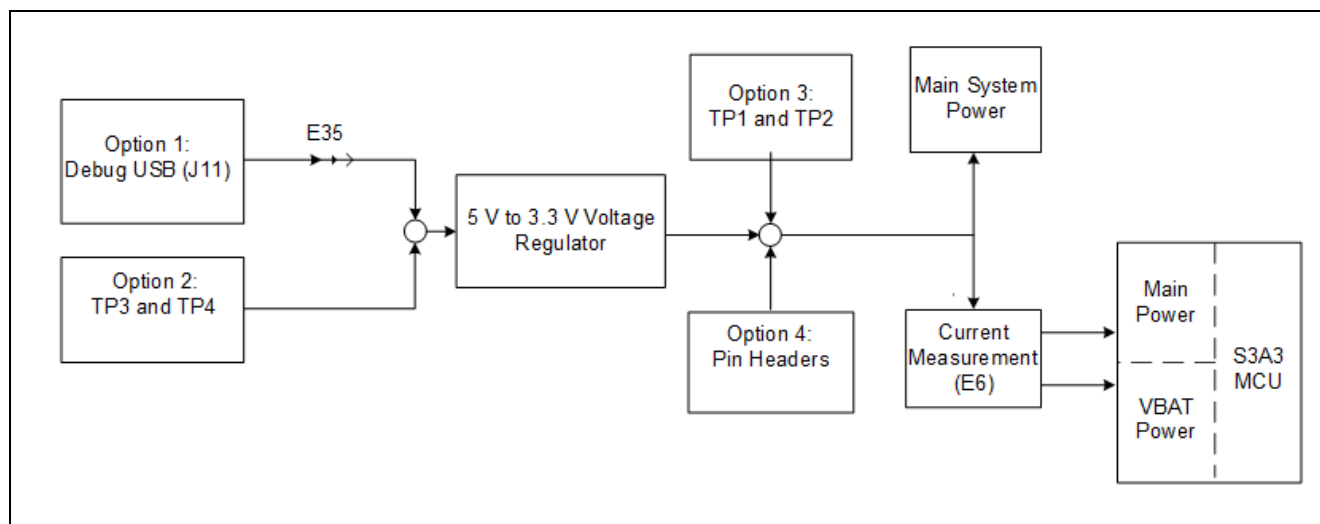 Option 1:
Debug USB (J11)
E35
Option 2:
TP3 and TP4
5 V to 3.3 V Voltage
Regulator
Option 3:
TP1 and TP2
Option 4:
Pin Headers
Main System
Power
Current
Measurement
(E6)
Main
Power
VBAT
Power
S3A3
MCU